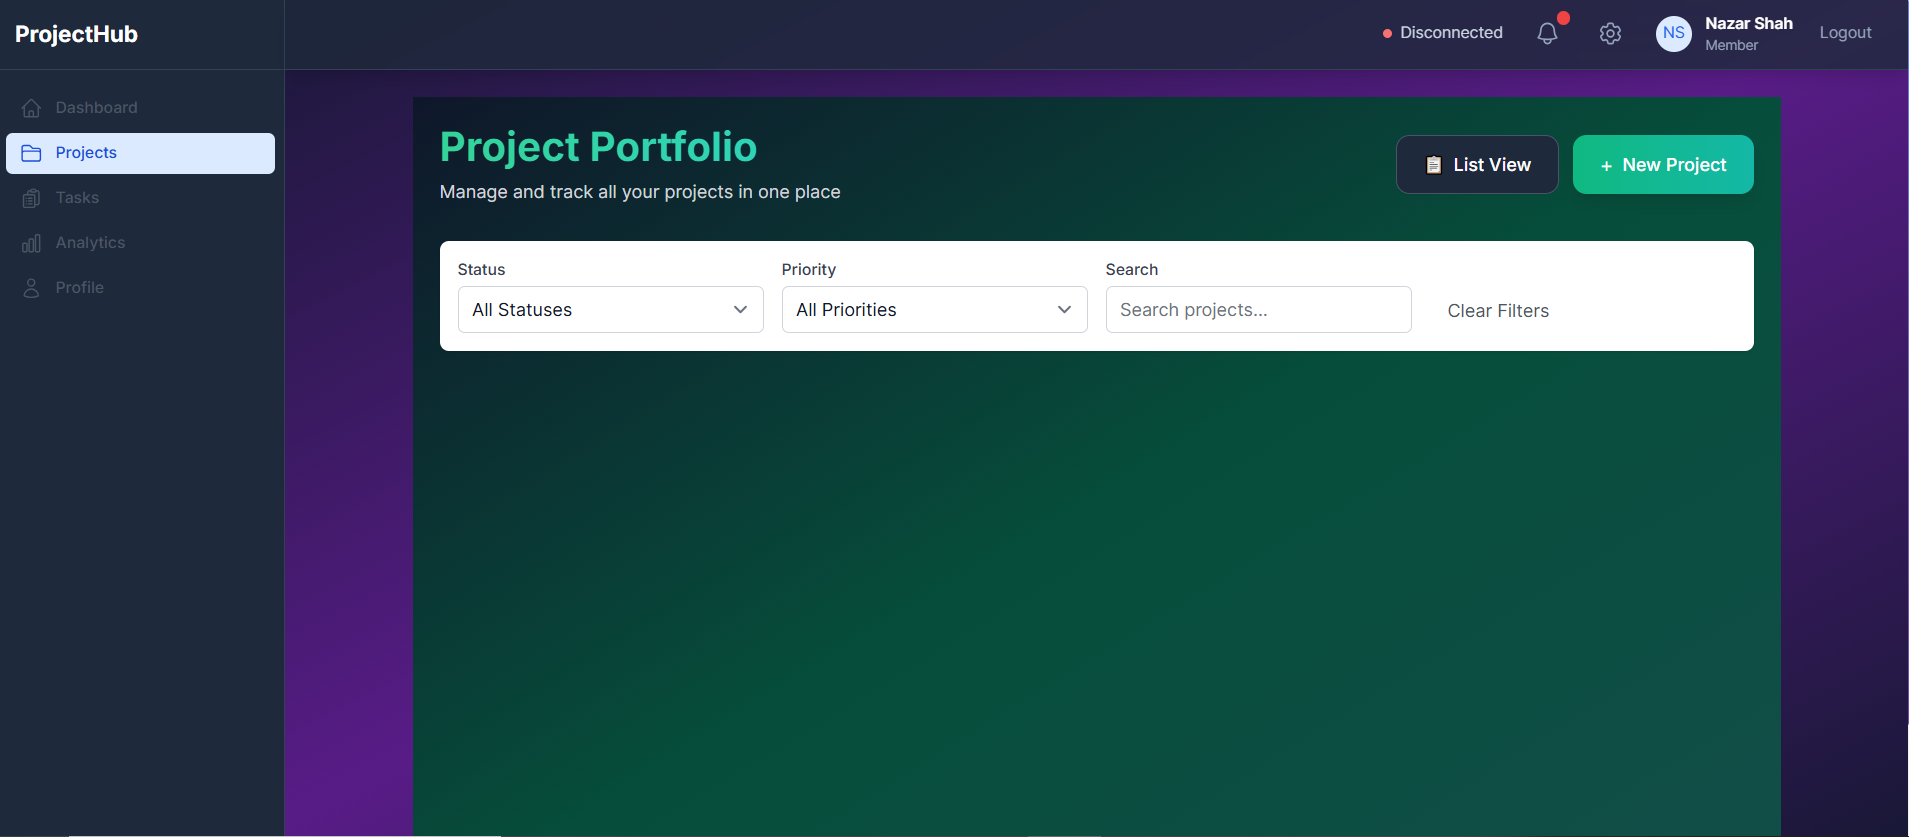 ProjectHub
Disconnected
NS
Nazar Shah
Member
Logout
Dashboard
Projects
Tasks
Analytics
Profile
Project Portfolio
Manage and track all your projects in one place
List View
+ New Project
Status
Priority
Search
All Statuses
All Priorities
Search projects...
Clear Filters